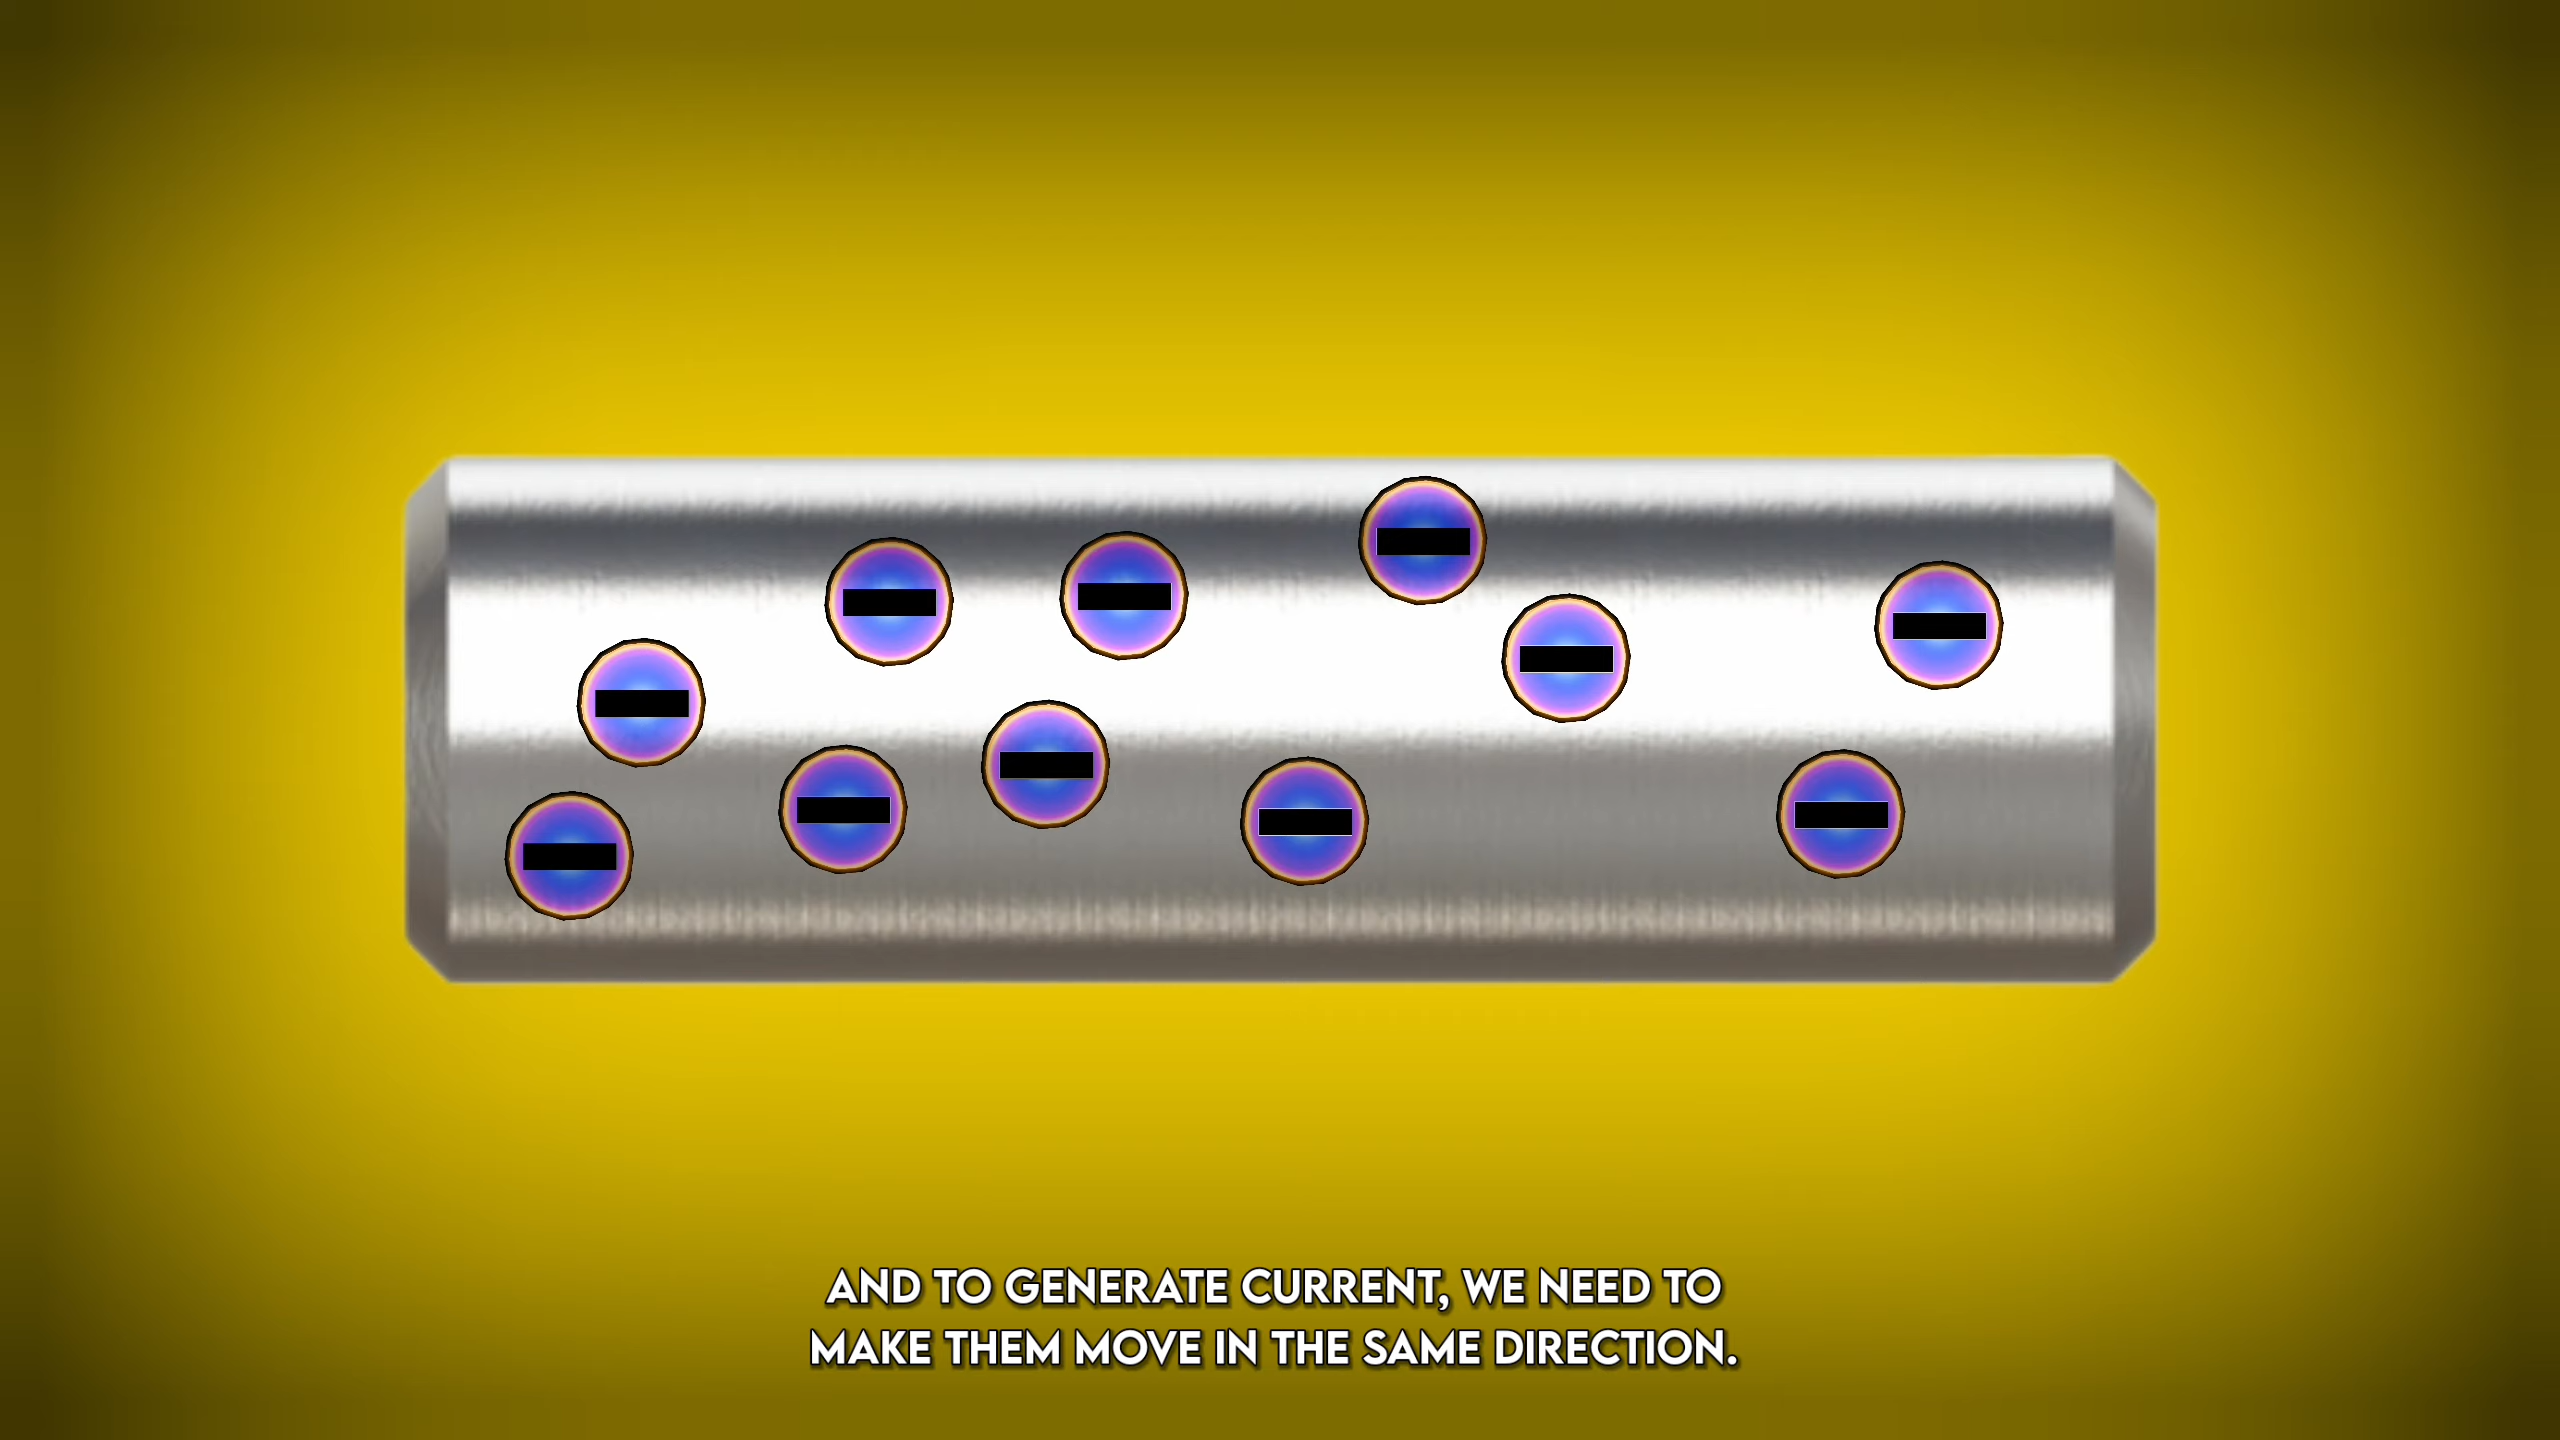 AND TO GENERATE CURRENT, WE NEED TO
MAKE THEM MOVE IN THE SAME DIRECTION.